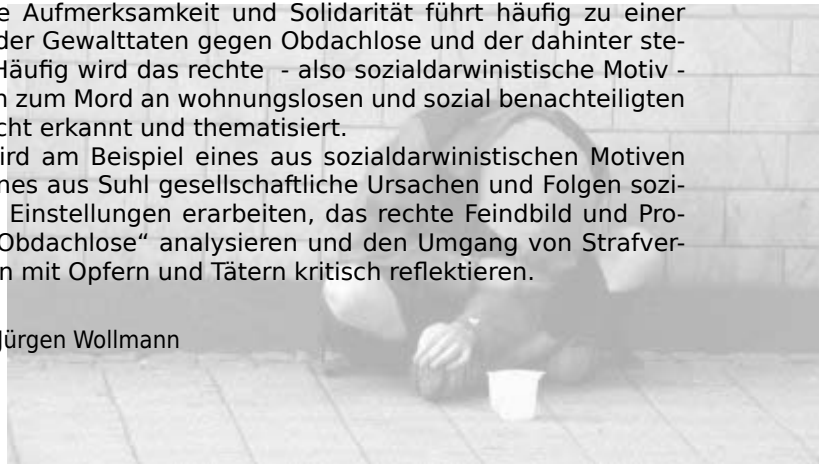 e Aufmerksamkeit und Solidarität führt häufig zu einer
der Gewalttaten gegen Obdachlose und der dahinter ste-
Häufig wird das rechte - also sozialdarwinistische Motiv -
n zum Mord an wohnungslosen und sozial benachteiligten
cht erkannt und thematisiert.
ird am Beispiel eines aus sozialdarwinistischen Motiven
nes aus Suhl gesellschaftliche Ursachen und Folgen sozi-
Einstellungen erarbeiten, das rechte Feindbild und Pro-
Obdachlose“ analysieren und den Umgang von Strafver-
n mit Opfern und Tätern kritisch reflektieren.
Jürgen Wollmann